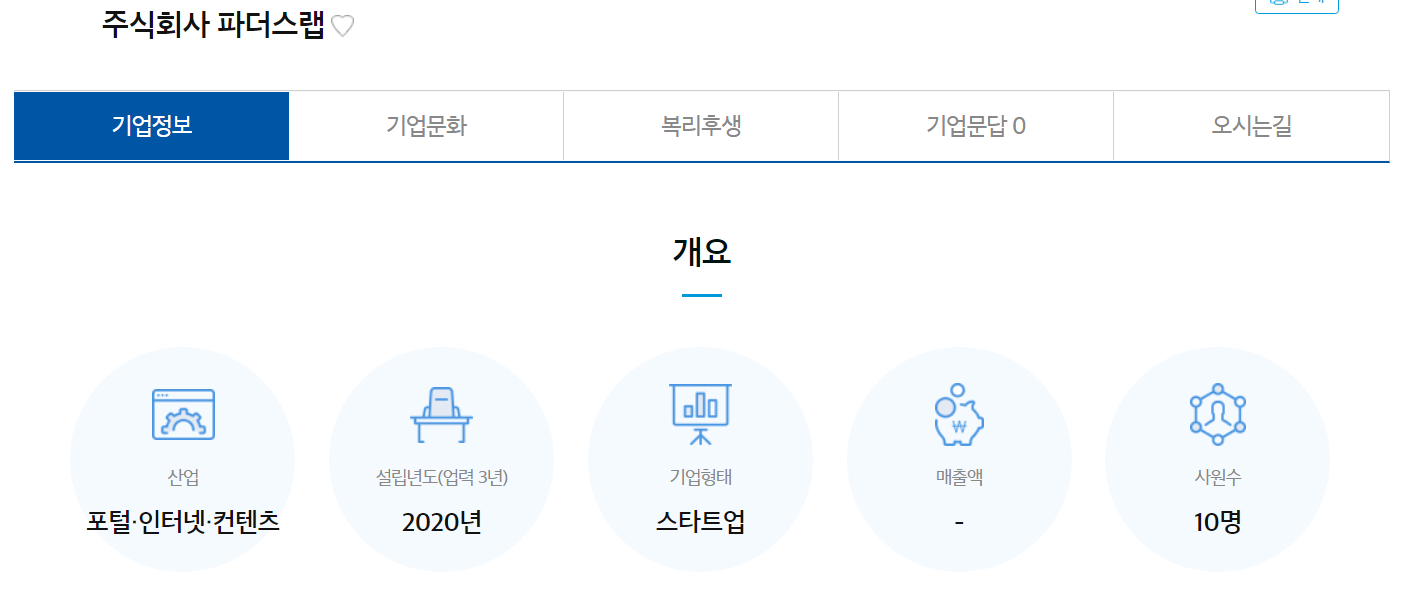 주식회사 파더스랩
기업정보
기업문화
복리후생
기업문답 0
오시는길
개요
산업
설립년도(업력 3년)
기업형태
매출액
사원수
포털·인터넷·컨텐츠
2020년
스타트업
-
10명